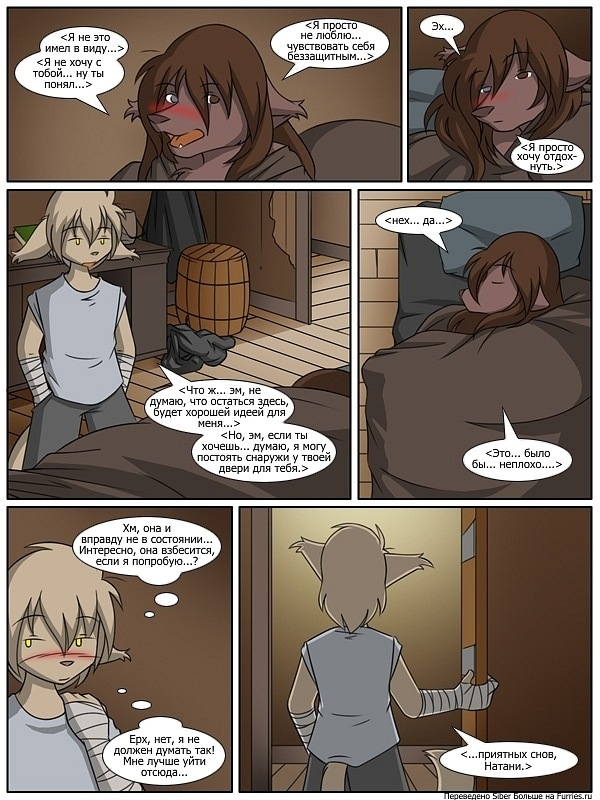 <Я не это
имел в виду...>
<Я не хочу с
тобой... ну ты
понял...>
<Я просто
не люблю...
чувствовать себя
беззащитным...>
Эх...
<Я просто
хочу отдох-
нуть.>
<Что ж... эм, не
думаю, что остаться здесь,
будет хорошей идеей для
меня...>
<Но, эм, если ты
хочешь... думаю, я могу
постоять снаружи у твоей
двери для тебя.>
<нех... да...>
<Это... было
бы... неплохо....>
Хм, она и
вправду не в состоянии...
Интересно, она взбесится,
если я попробую...?
Ерх, нет, я не
должен думать так!
Мне лучше уйти
отсюда...
<...приятных снов,
Натани.>
Переведено Siber Больше на Furries.ru